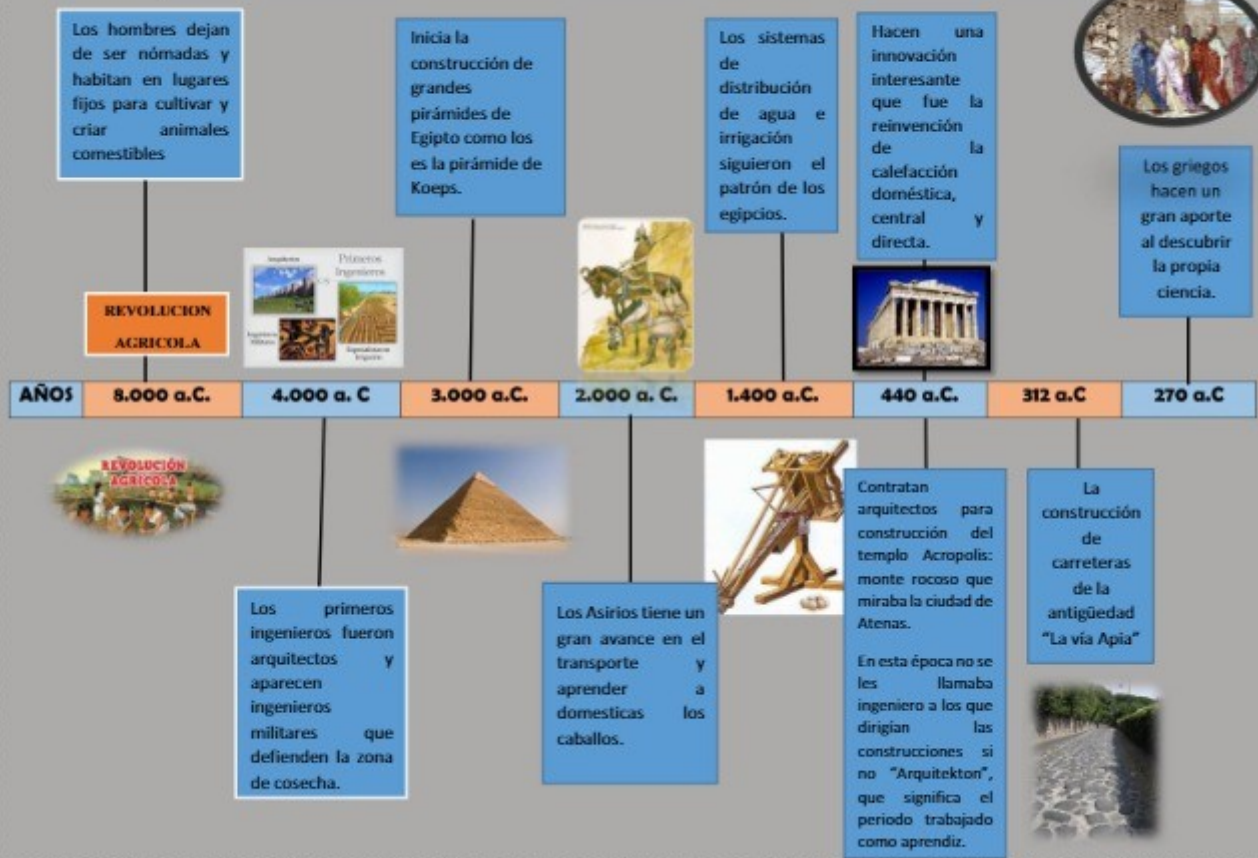 Los hombres dejan
de ser nómadas y
habitan en lugares
fijos para cultivar y
criar animales
comestibles
Inicia la
construcción de
grandes
pirámides de
Egipto como los
es la pirámide de
Koeps.
Los sistemas
de
distribución
de agua e
irrigación
siguieron el
patrón de los
egipcios.
Hacen una
innovación
interesante
que fue la
reinvención
de la
calefacción
doméstica,
central y
directa.
Los griegos
hacen un
gran aporte
al descubrir
la propia
ciencia.
REVOLUCION
AGRICOLA
Arquitectos
Primeros
Ingenieros
Ingenieros
Militares
Especialistas en
Irrigación
AÑOS 8.000 a.C. 4.000 a. C 3.000 a.C. 2.000 a. C. 1.400 a.C. 440 a.C. 312 a.C 270 a.C
REVOLUCIÓN
AGRICOLA
Los primeros
ingenieros fueron
arquitectos y
aparecen
ingenieros
militares que
defienden la zona
de cosecha.
Los Asirios tiene un
gran avance en el
transporte y
aprender a
domesticas los
caballos.
Contratan
arquitectos para
construcción del
templo Acropolis:
monte rocoso que
miraba la ciudad de
Atenas.
En esta época no se
les llamaba
ingeniero a los que
dirigían las
construcciones si
no “Arquitekton”,
que significa el
periodo trabajado
como aprendiz.
La
construcción
de
carreteras
de la
antigüedad
“La vía Apia”